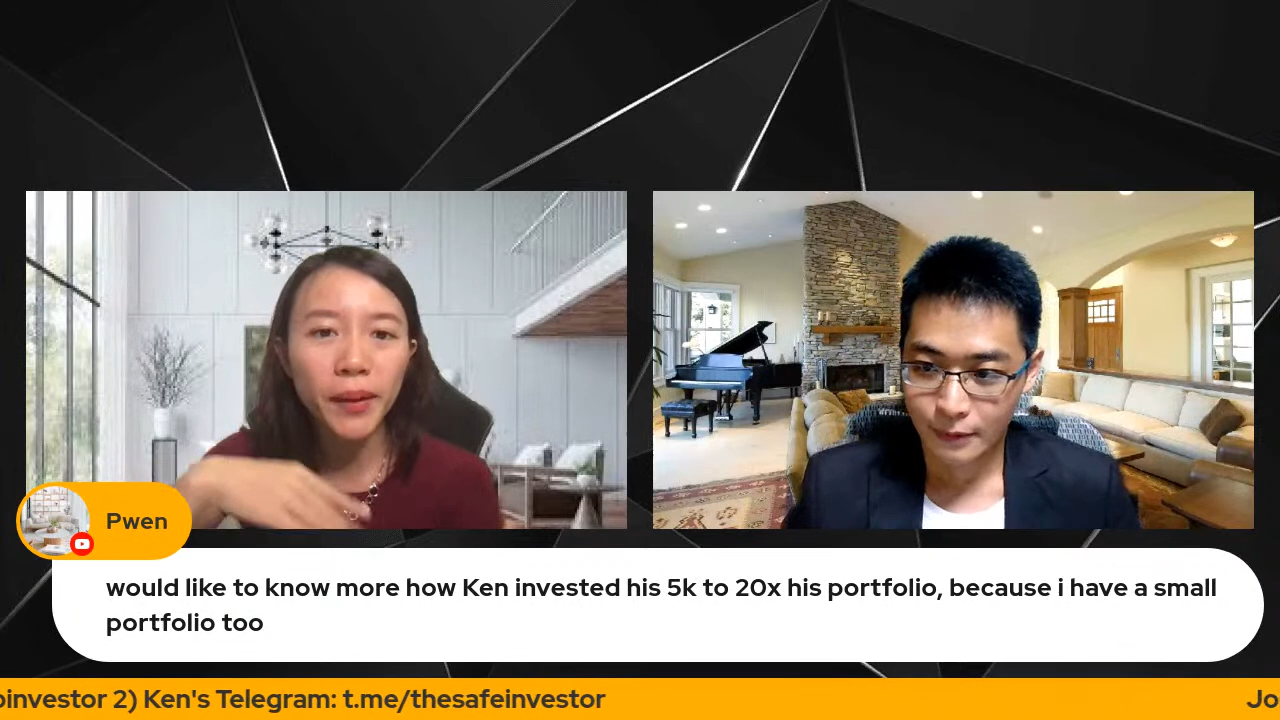 Pwen
would like to know more how Ken invested his 5k to 20x his portfolio, because i have a small
portfolio too
oinvestor 2) Ken's Telegram: t.me/thesafeinvestor
Jo